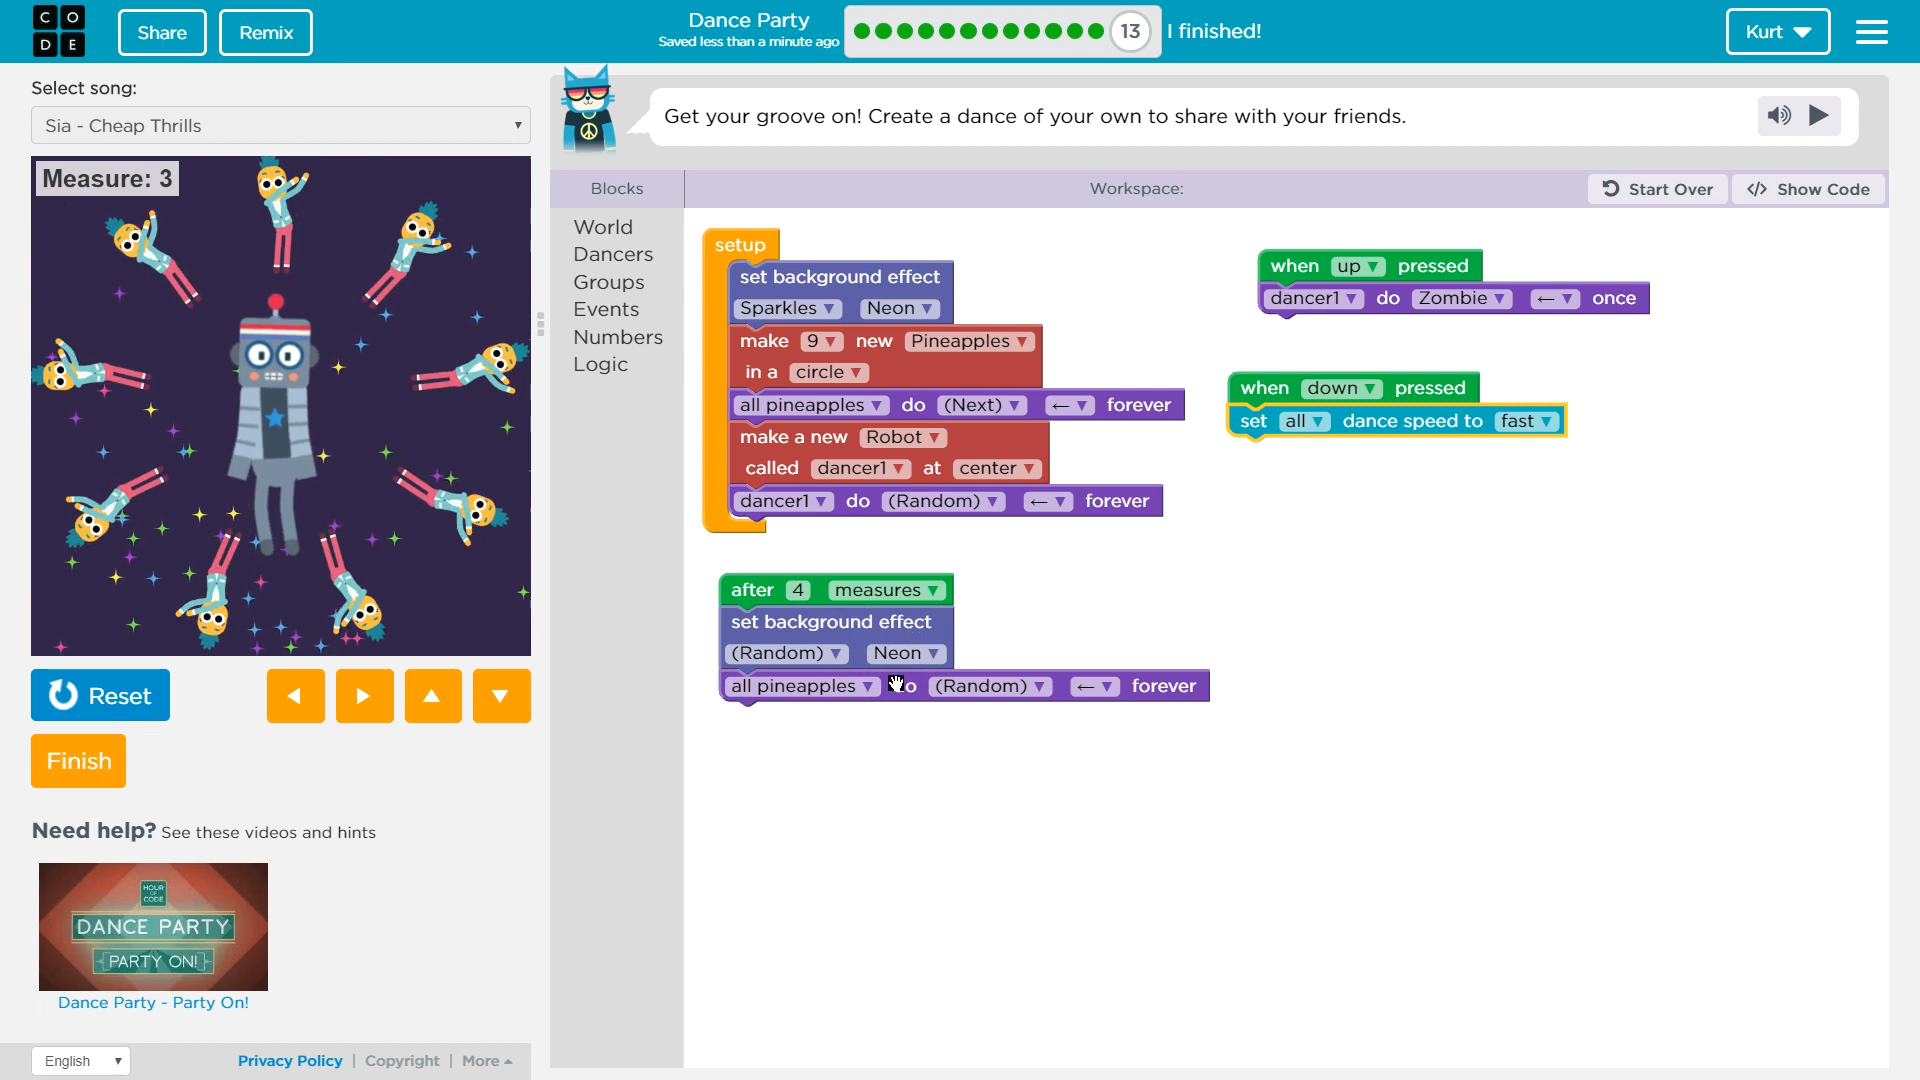 C O
D E
Share
Remix
Dance Party
Saved less than a minute ago
13
I finished!
Kurt
Select song:
Sia - Cheap Thrills
Measure: 3
Get your groove on! Create a dance of your own to share with your friends.
Blocks
Workspace:
Start Over
</> Show Code
World
Dancers
Groups
Events
Numbers
Logic
setup
set background effect
Sparkles Neon
make 9 new Pineapples
in a circle
all pineapples do (Next) ← forever
make a new Robot
called dancer1 at center
dancer1 do (Random) ← forever
after 4 measures
set background effect
(Random) Neon
all pineapples (Random) ← forever
when up pressed
dancer1 do Zombie ← once
when down pressed
set all dance speed to fast
Reset
Finish
Need help? See these videos and hints
HOUR
OF
CODE
DANCE PARTY
PARTY ON!
Dance Party - Party On!
English
Privacy Policy | Copyright | More